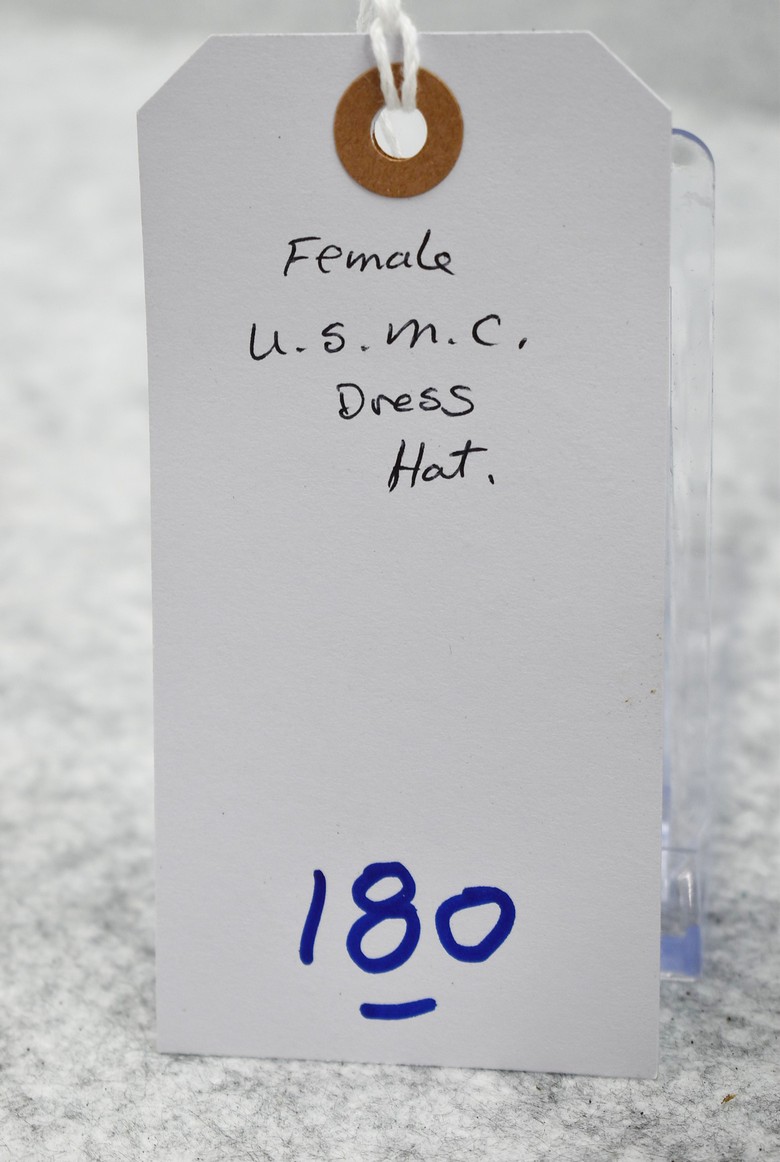 Female
U.S.M.C.
Dress
Hat.
180